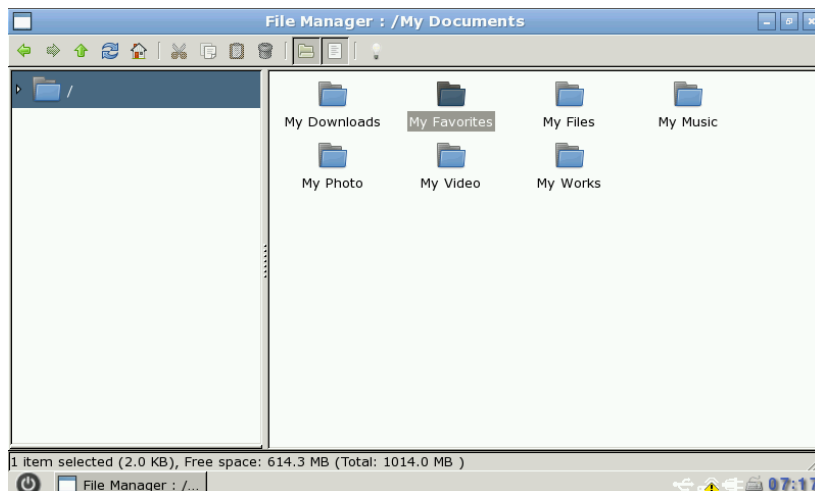 File Manager : /My Documents
/
My Downloads
My Favorites
My Files
My Music
My Photo
My Video
My Works
1 item selected (2.0 KB), Free space: 614.3 MB (Total: 1014.0 MB )
File Manager : /...
07:17